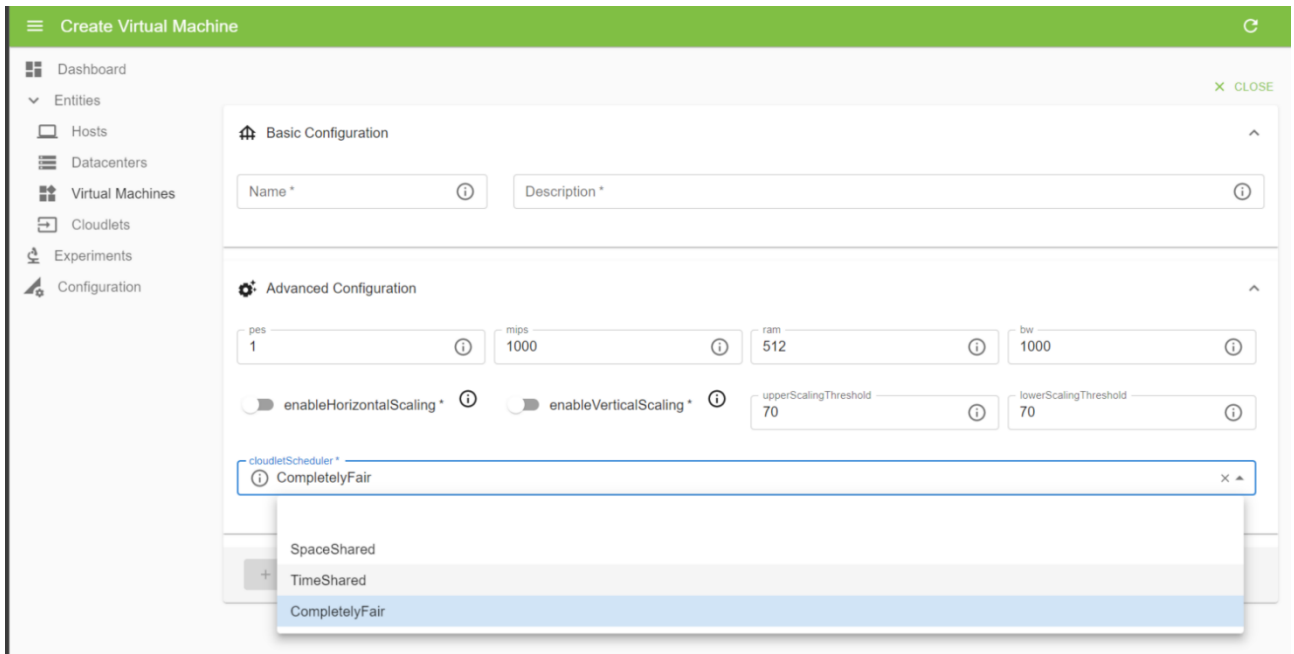 Create Virtual Machine
Dashboard
CLOSE
Entities
Hosts
Basic Configuration
Datacenters
Virtual Machines
Name *
Description *
Cloudlets
Experiments
Configuration
Advanced Configuration
pes
1
mips
1000
ram
512
bw
1000
enableHorizontalScaling *
enableVerticalScaling *
upperScalingThreshold
70
lowerScalingThreshold
70
cloudletScheduler *
CompletelyFair
SpaceShared
TimeShared
CompletelyFair